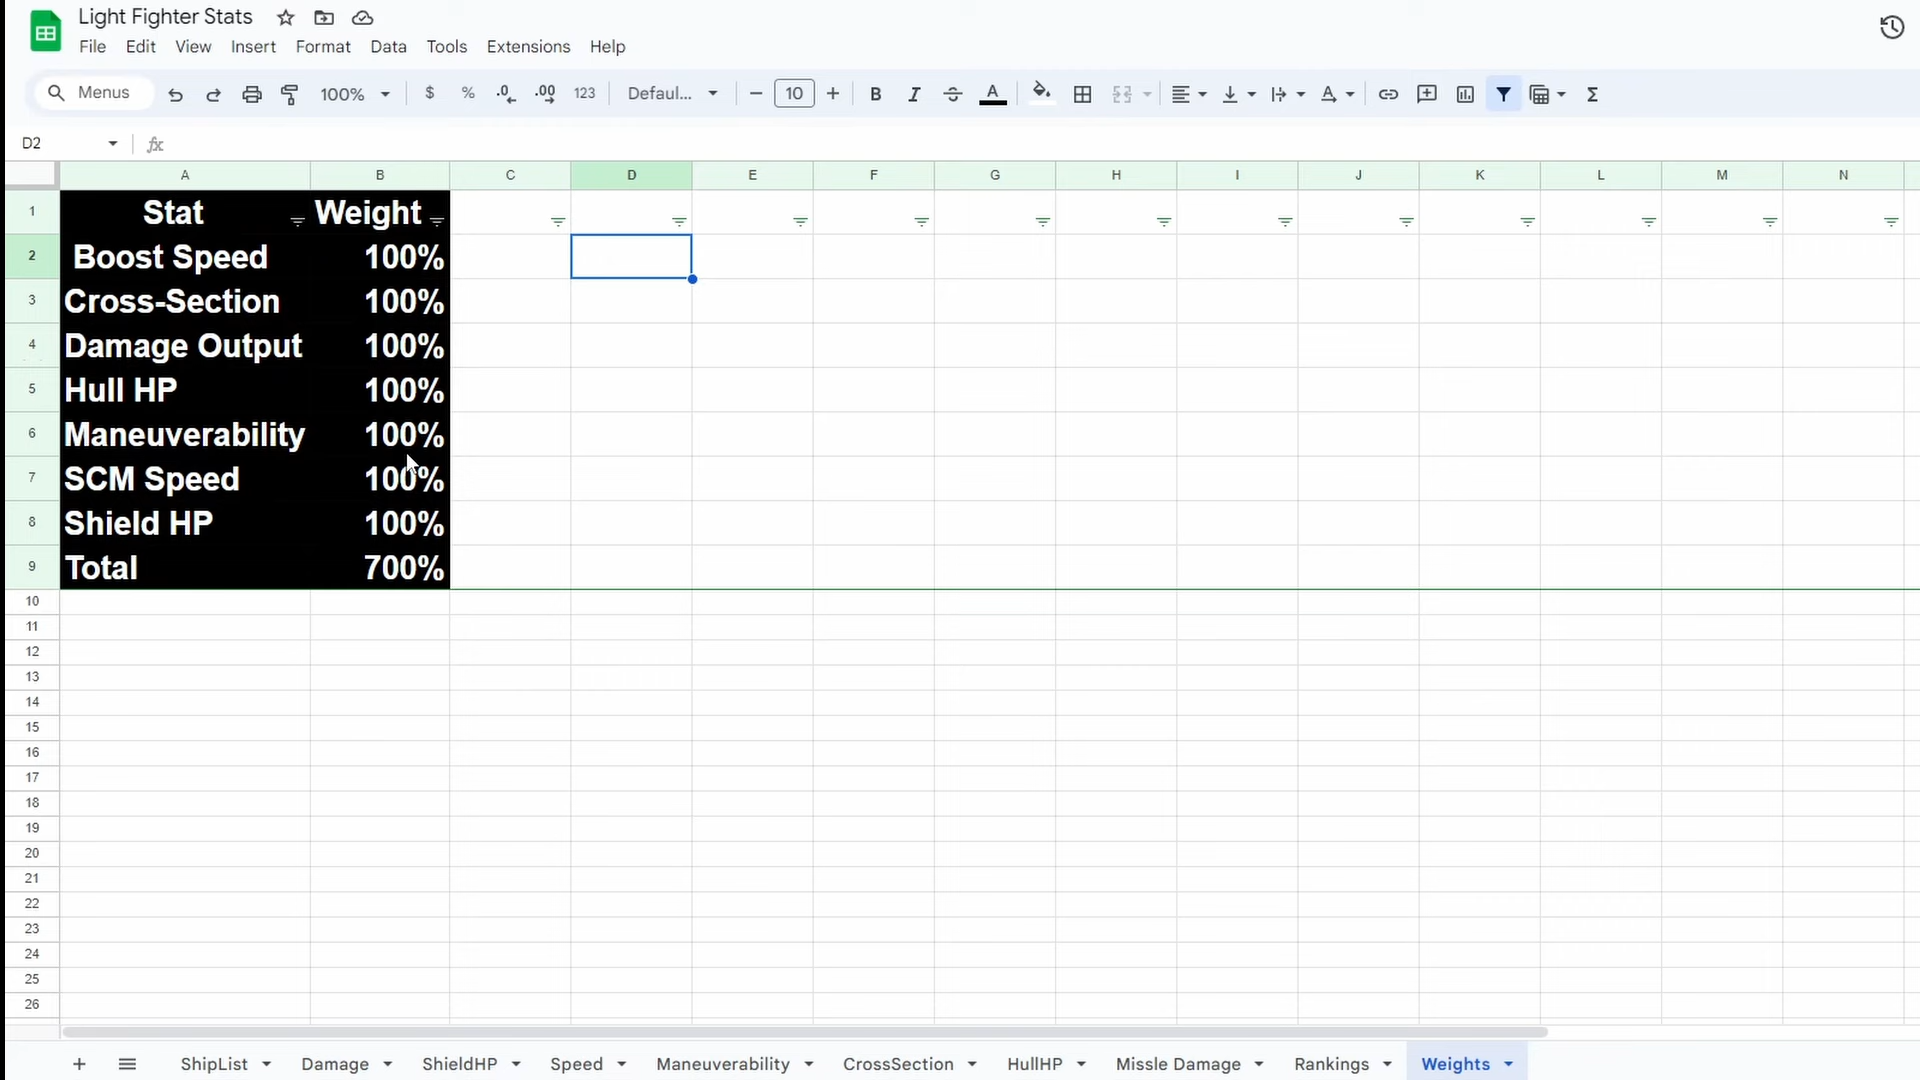 Light Fighter Stats
File Edit View Insert Format Data Tools Extensions Help
Menus 100% $ % .0 .00 123 Defaul... 10 B I A Σ
D2 fx
A B C D E F G H I J K L M N
1 Stat Weight
2 Boost Speed 100%
3 Cross-Section 100%
4 Damage Output 100%
5 Hull HP 100%
6 Maneuverability 100%
7 SCM Speed 100%
8 Shield HP 100%
9 Total 700%
10
11
12
13
14
15
16
17
18
19
20
21
22
23
24
25
26
ShipList Damage ShieldHP Speed Maneuverability CrossSection HullHP Missle Damage Rankings Weights